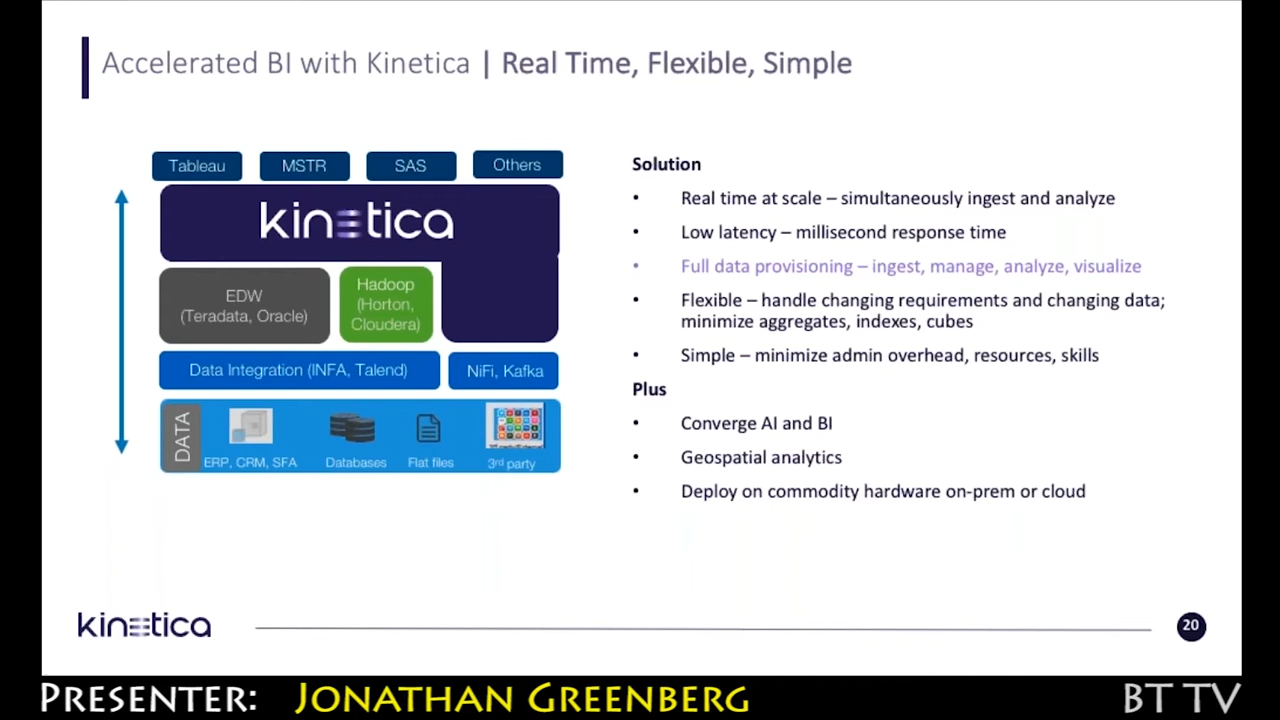 Accelerated BI with Kinetica | Real Time, Flexible, Simple
Tableau
MSTR
SAS
Others
kinetica
EDW
(Teradata, Oracle)
Hadoop
(Horton,
Cloudera)
Data Integration (INFA, Talend)
NiFi, Kafka
DATA
ERP, CRM, SFA
Databases
Flat files
3rd party
Solution
• Real time at scale – simultaneously ingest and analyze
• Low latency – millisecond response time
• Full data provisioning – ingest, manage, analyze, visualize
• Flexible – handle changing requirements and changing data;
minimize aggregates, indexes, cubes
• Simple – minimize admin overhead, resources, skills
Plus
• Converge AI and BI
• Geospatial analytics
• Deploy on commodity hardware on-prem or cloud
kinetica
20
Presenter: Jonathan Greenberg
BT TV